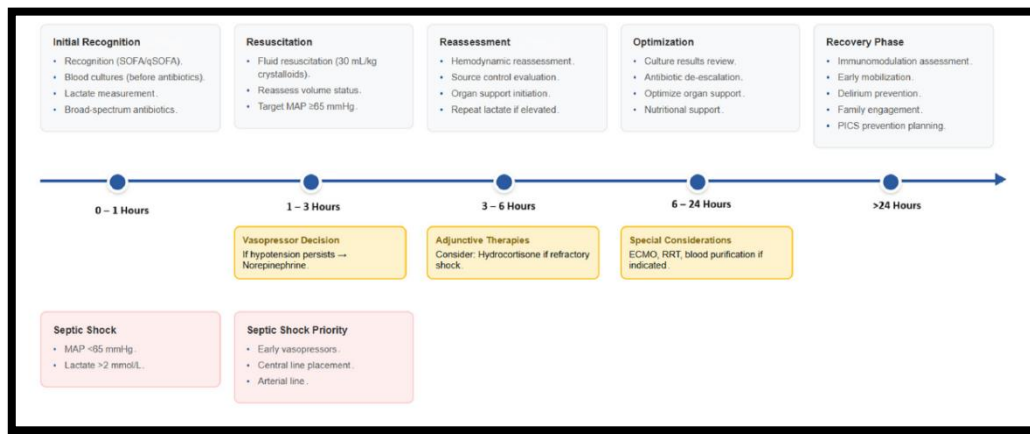 Initial Recognition
• Recognition (SOFA/qSOFA).
• Blood cultures (before antibiotics).
• Lactate measurement.
• Broad-spectrum antibiotics.
Resuscitation
• Fluid resuscitation (30 mL/kg
crystalloids).
• Reassess volume status.
• Target MAP ≥65 mmHg.
Reassessment
• Hemodynamic reassessment.
• Source control evaluation.
• Organ support initiation.
• Repeat lactate if elevated.
Optimization
• Culture results review.
• Antibiotic de-escalation.
• Optimize organ support.
• Nutritional support.
Recovery Phase
• Immunomodulation assessment.
• Early mobilization.
• Delirium prevention.
• Family engagement.
• PICS prevention planning.
0 – 1 Hours
1 – 3 Hours
3 – 6 Hours
6 – 24 Hours
>24 Hours
Vasopressor Decision
If hypotension persists →
Norepinephrine.
Adjunctive Therapies
Consider: Hydrocortisone if refractory
shock.
Special Considerations
ECMO, RRT, blood purification if
indicated.
Septic Shock
• MAP <65 mmHg.
• Lactate >2 mmol/L.
Septic Shock Priority
• Early vasopressors.
• Central line placement.
• Arterial line.